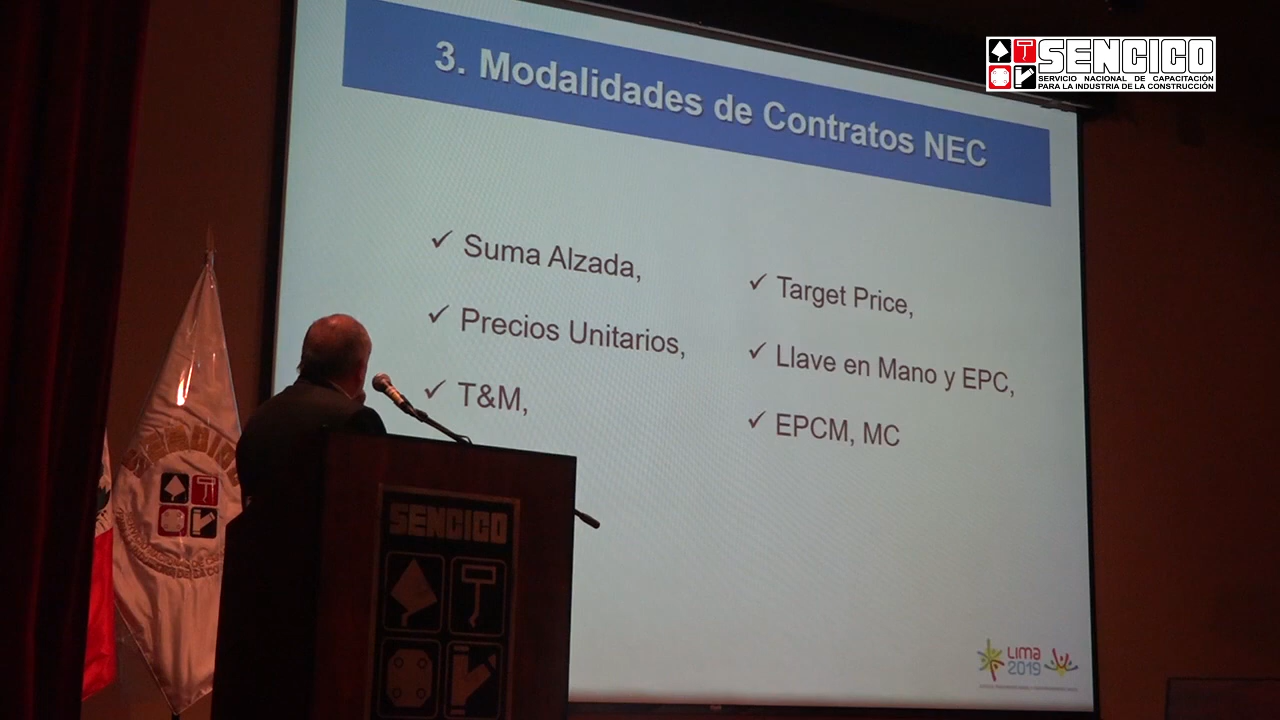 3. Modalidades de Contratos NEC
SENCICO
SERVICIO NACIONAL DE CAPACITACIÓN
PARA LA INDUSTRIA DE LA CONSTRUCCIÓN
✓ Suma Alzada,
✓ Precios Unitarios,
✓ T&M,
✓ Target Price,
✓ Llave en Mano y EPC,
✓ EPCM, MC
SENCICO
SENCICO
LIMA
2019